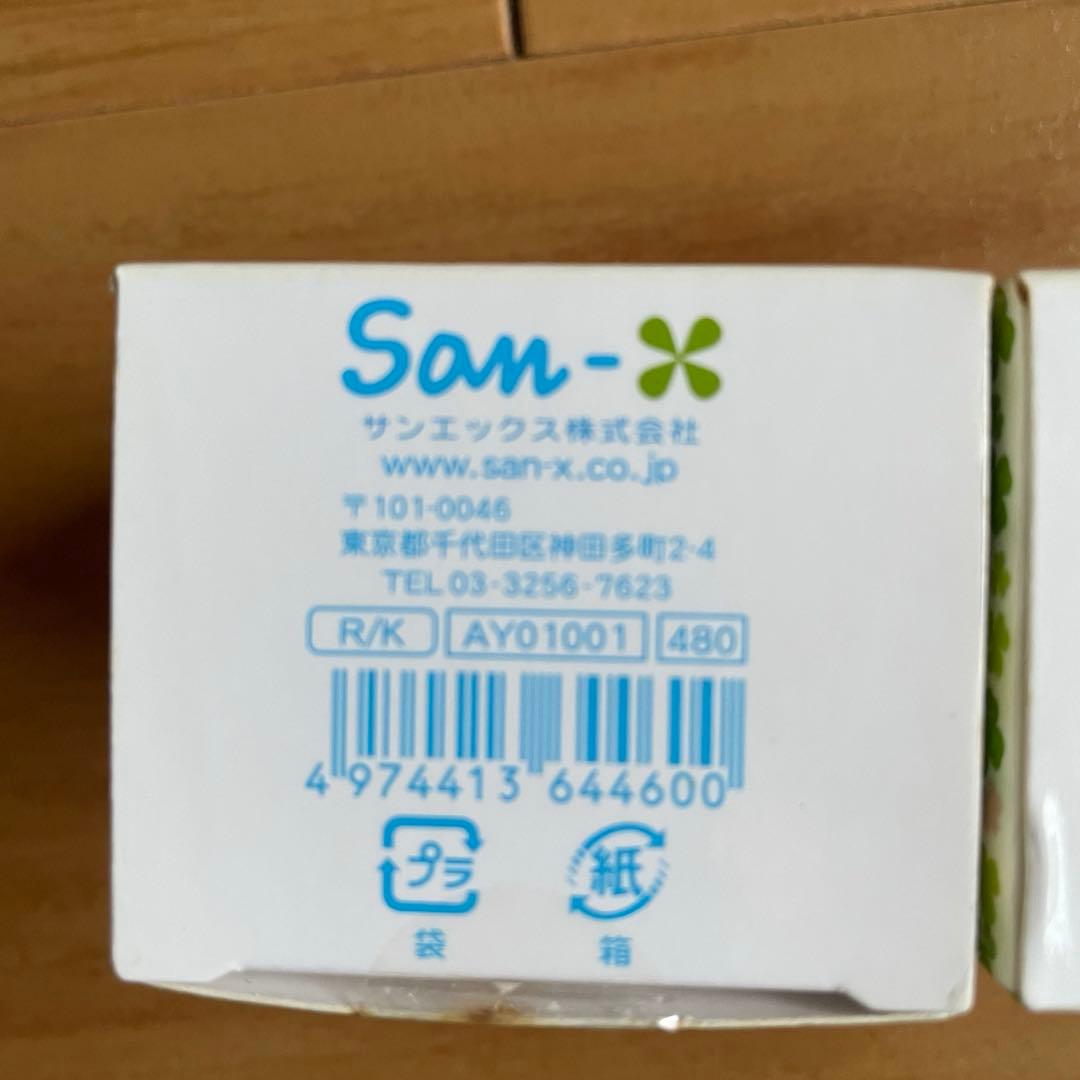 San-X
サンエックス株式会社
www.san-x.co.jp
〒101-0046
東京都千代田区神田多町2-4
TEL 03-3256-7623
R/K AY01001 480
4 974413 644600
プラ 紙
袋 箱